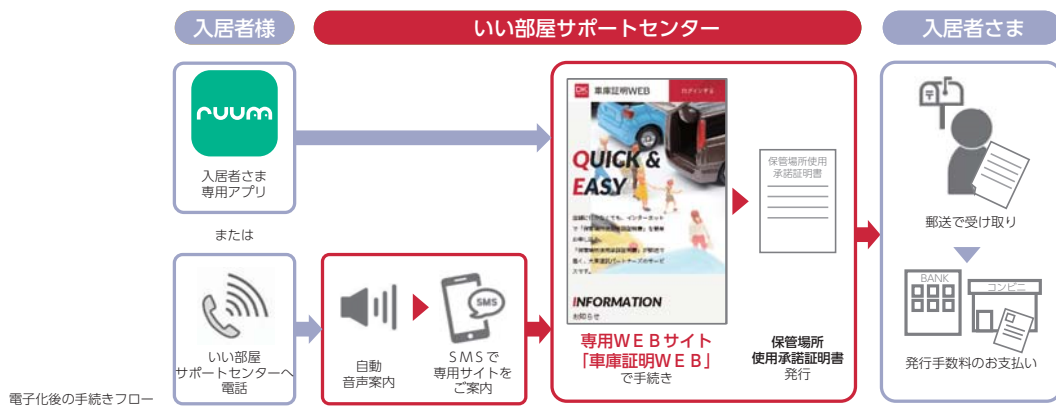 入居者様
いい部屋サポートセンター
入居者さま
ruum
入居者さま
専用アプリ
または
いい部屋
サポートセンターへ
電話
自動
音声案内
SMS
ＳＭＳで
専用サイトを
ご案内
DK
車庫証明WEB
ログインする
QUICK &
EASY
INFORMATION
お知らせ
専用ＷＥＢサイト
「車庫証明ＷＥＢ」
で手続き
保管場所使用
承諾証明書
保管場所
使用承諾証明書
発行
郵送で受け取り
BANK
コンビニ
発行手数料のお支払い
電子化後の手続きフロー